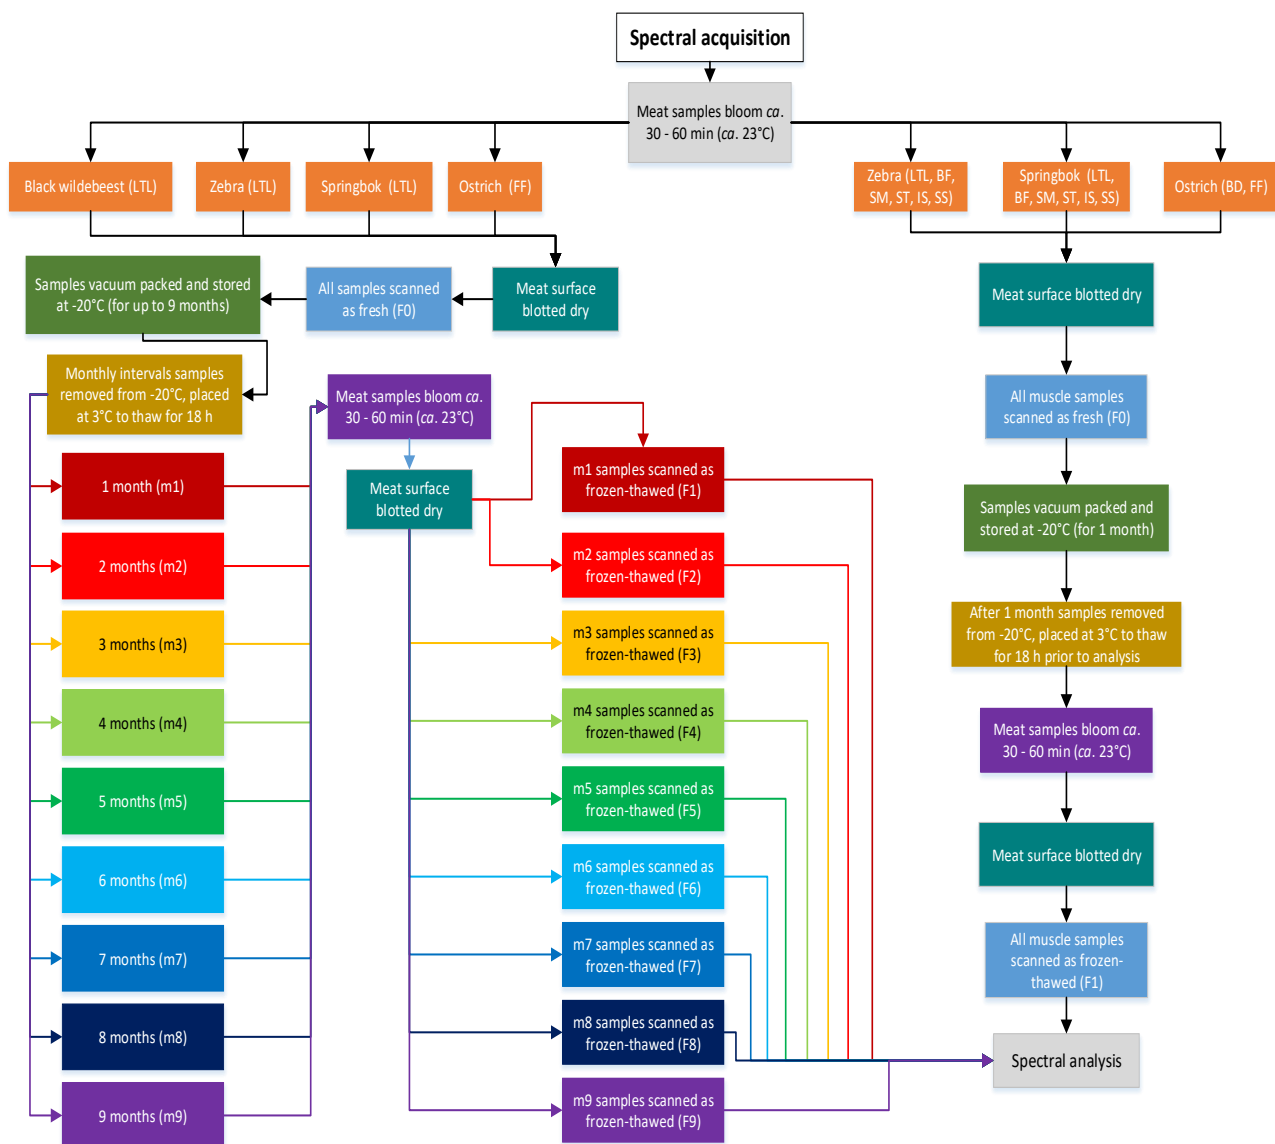 Spectral acquisition
Meat samples bloom ca.
30 - 60 min (ca. 23°C)
Black wildebeest (LTL)
Zebra (LTL)
Springbok (LTL)
Ostrich (FF)
Zebra (LTL, BF,
SM, ST, IS, SS)
Springbok (LTL,
BF, SM, ST, IS, SS)
Ostrich (BD, FF)
Samples vacuum packed and stored
at -20°C (for up to 9 months)
All samples scanned
as fresh (F0)
Meat surface
blotted dry
Meat surface blotted dry
Monthly intervals samples
removed from -20°C, placed
at 3°C to thaw for 18 h
Meat samples bloom ca.
30 - 60 min (ca. 23°C)
Meat surface
blotted dry
All muscle samples
scanned as fresh (F0)
1 month (m1)
2 months (m2)
3 months (m3)
4 months (m4)
5 months (m5)
6 months (m6)
7 months (m7)
8 months (m8)
9 months (m9)
m1 samples scanned as
frozen-thawed (F1)
m2 samples scanned as
frozen-thawed (F2)
m3 samples scanned as
frozen-thawed (F3)
m4 samples scanned as
frozen-thawed (F4)
m5 samples scanned as
frozen-thawed (F5)
m6 samples scanned as
frozen-thawed (F6)
m7 samples scanned as
frozen-thawed (F7)
m8 samples scanned as
frozen-thawed (F8)
m9 samples scanned as
frozen-thawed (F9)
Samples vacuum packed and
stored at -20°C (for 1 month)
After 1 month samples removed
from -20°C, placed at 3°C to thaw
for 18 h prior to analysis
Meat samples bloom ca.
30 - 60 min (ca. 23°C)
Meat surface blotted dry
All muscle samples
scanned as frozen-
thawed (F1)
Spectral analysis